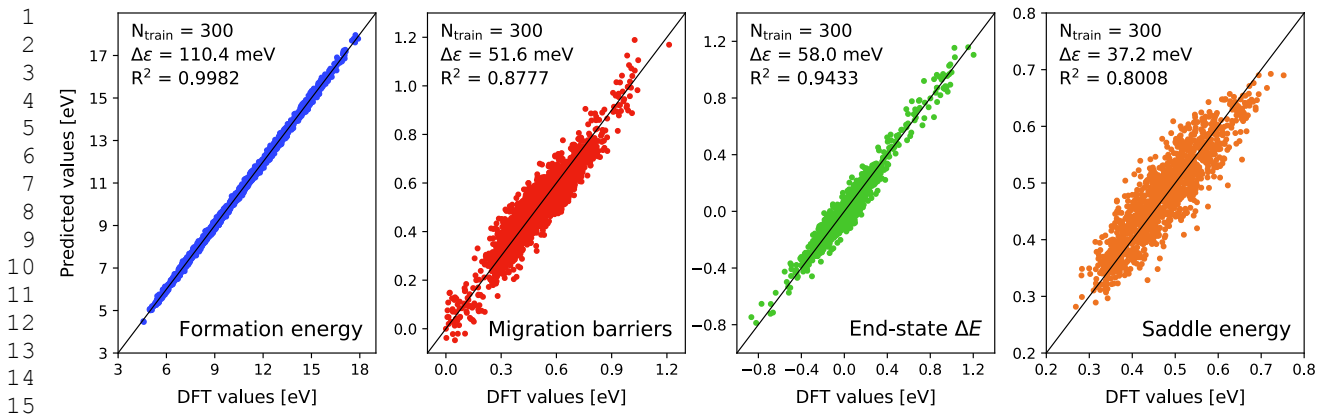 1
2
3
4
5
6
7
8
9
10
11
12
13
14
15
Predicted values [eV]
17
15
13
11
9
7
5
3
N_train = 300
Δε = 110.4 meV
R² = 0.9982
Formation energy
3 6 9 12 15 18
DFT values [eV]
1.2
1.0
0.8
0.6
0.4
0.2
0.0
N_train = 300
Δε = 51.6 meV
R² = 0.8777
Migration barriers
0.0 0.3 0.6 0.9 1.2
DFT values [eV]
1.2
0.8
0.4
0.0
−0.4
−0.8
N_train = 300
Δε = 58.0 meV
R² = 0.9433
End-state ΔE
−0.8 −0.4 0.0 0.4 0.8 1.2
DFT values [eV]
0.8
0.7
0.6
0.5
0.4
0.3
0.2
N_train = 300
Δε = 37.2 meV
R² = 0.8008
Saddle energy
0.2 0.3 0.4 0.5 0.6 0.7 0.8
DFT values [eV]